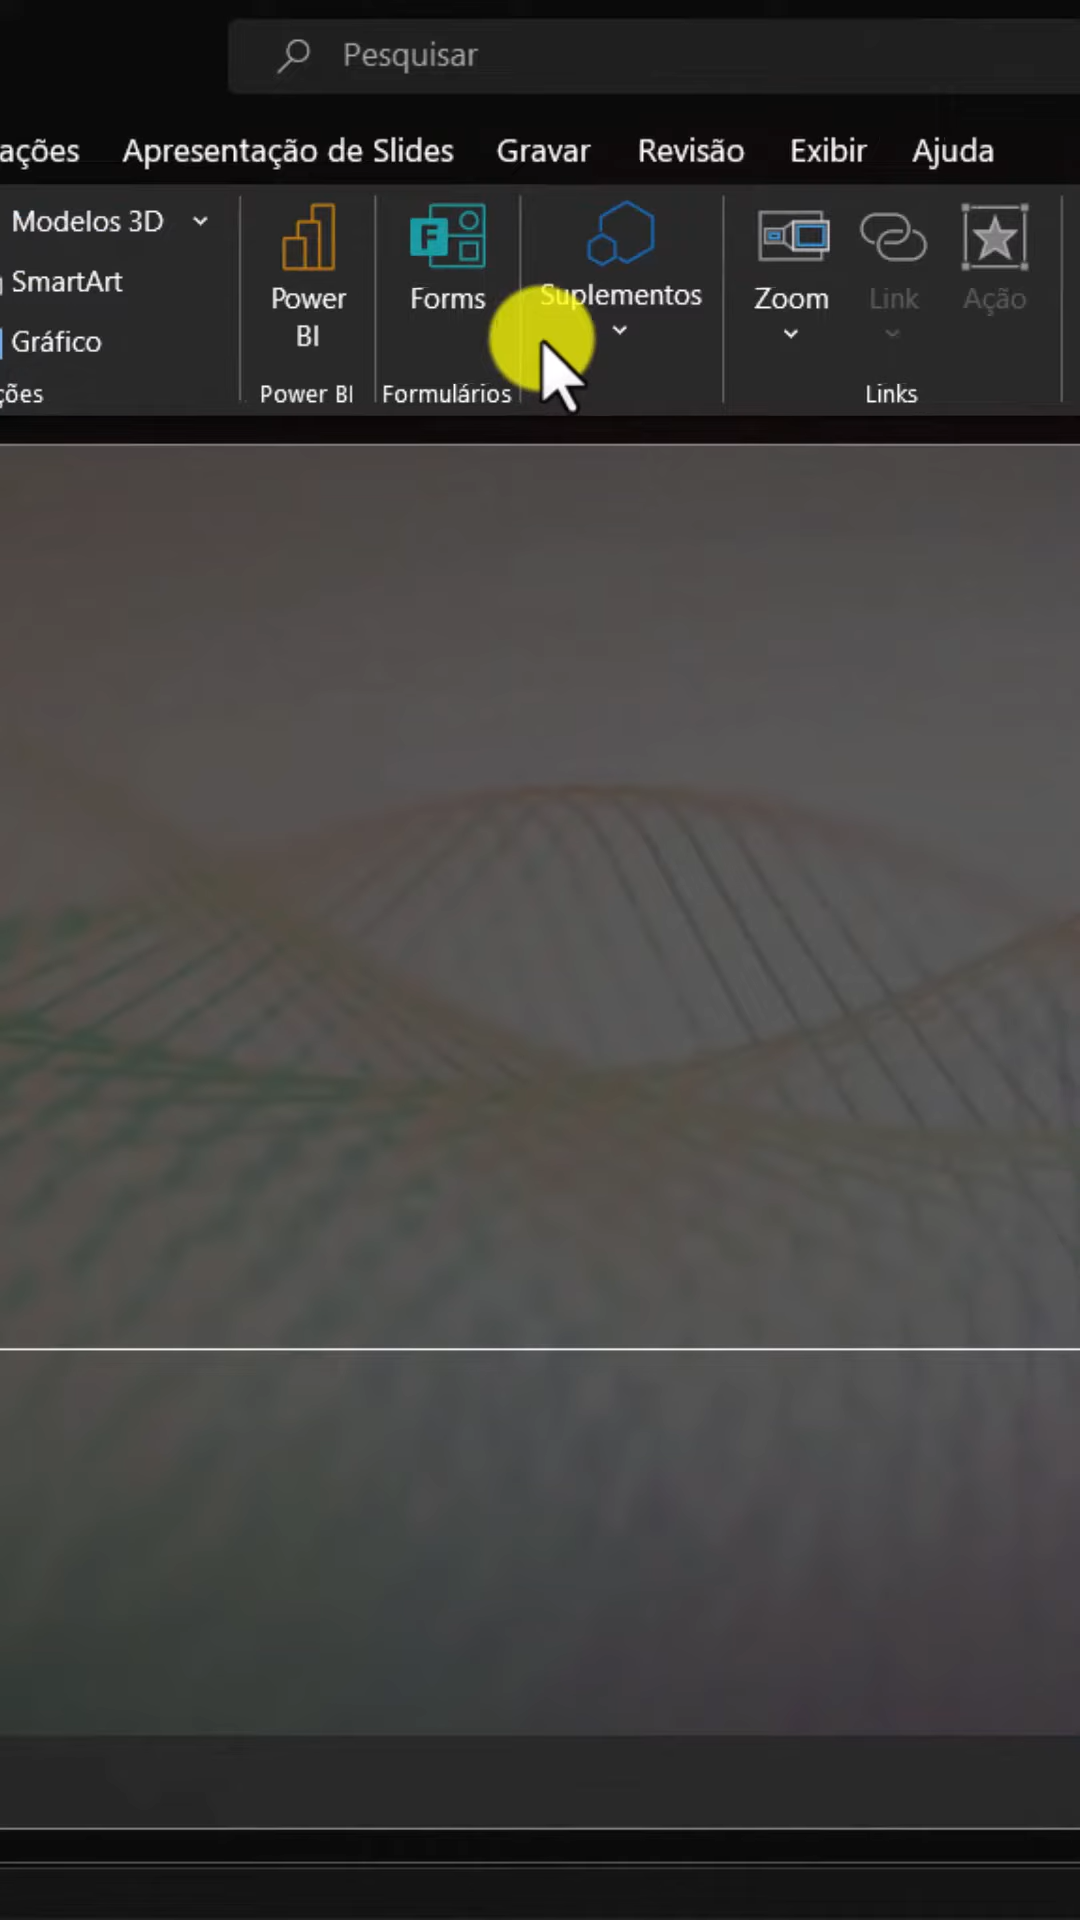 Pesquisar
ações Apresentação de Slides Gravar Revisão Exibir Ajuda
Modelos 3D
SmartArt
Gráfico
ções
Power
BI
Power BI
F
Forms
Formulários
Suplementos
Zoom
Link
Ação
Links